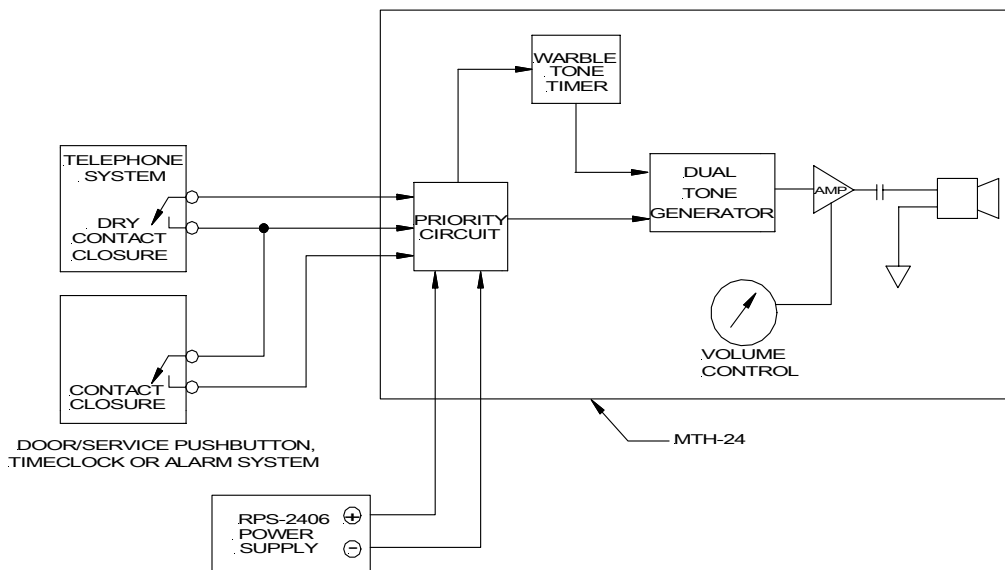 WARBLE
TONE
TIMER
TELEPHONE
SYSTEM
DRY
CONTACT
CLOSURE
PRIORITY
CIRCUIT
DUAL
TONE
GENERATOR
AMP
VOLUME
CONTROL
CONTACT
CLOSURE
DOOR/SERVICE PUSHBUTTON,
TIMECLOCK OR ALARM SYSTEM
MTH-24
RPS-2406
POWER
SUPPLY
+
-